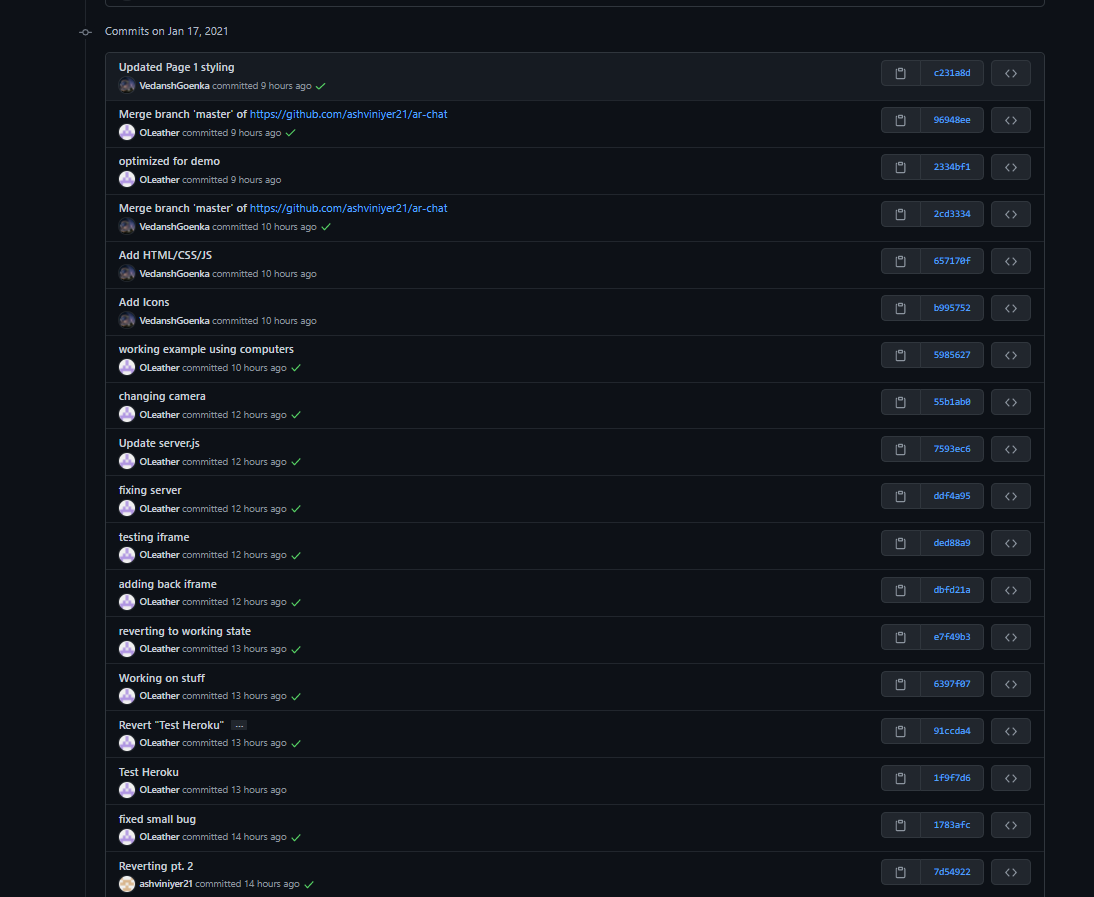 Commits on Jan 17, 2021
Updated Page 1 styling
VedanshGoenka committed 9 hours ago
c231a8d
Merge branch 'master' of https://github.com/ashviniyer21/ar-chat
OLeather committed 9 hours ago
96948ee
optimized for demo
OLeather committed 9 hours ago
2334bf1
Merge branch 'master' of https://github.com/ashviniyer21/ar-chat
VedanshGoenka committed 10 hours ago
2cd3334
Add HTML/CSS/JS
VedanshGoenka committed 10 hours ago
657170f
Add Icons
VedanshGoenka committed 10 hours ago
b995752
working example using computers
OLeather committed 10 hours ago
5985627
changing camera
OLeather committed 12 hours ago
55b1ab0
Update server.js
OLeather committed 12 hours ago
7593ec6
fixing server
OLeather committed 12 hours ago
ddf4a95
testing iframe
OLeather committed 12 hours ago
ded88a9
adding back iframe
OLeather committed 12 hours ago
dbfd21a
reverting to working state
OLeather committed 13 hours ago
e7f49b3
Working on stuff
OLeather committed 13 hours ago
6397f07
Revert "Test Heroku" …
OLeather committed 13 hours ago
91ccda4
Test Heroku
OLeather committed 13 hours ago
1f9f7d6
fixed small bug
OLeather committed 14 hours ago
1783afc
Reverting pt. 2
ashviniyer21 committed 14 hours ago
7d54922